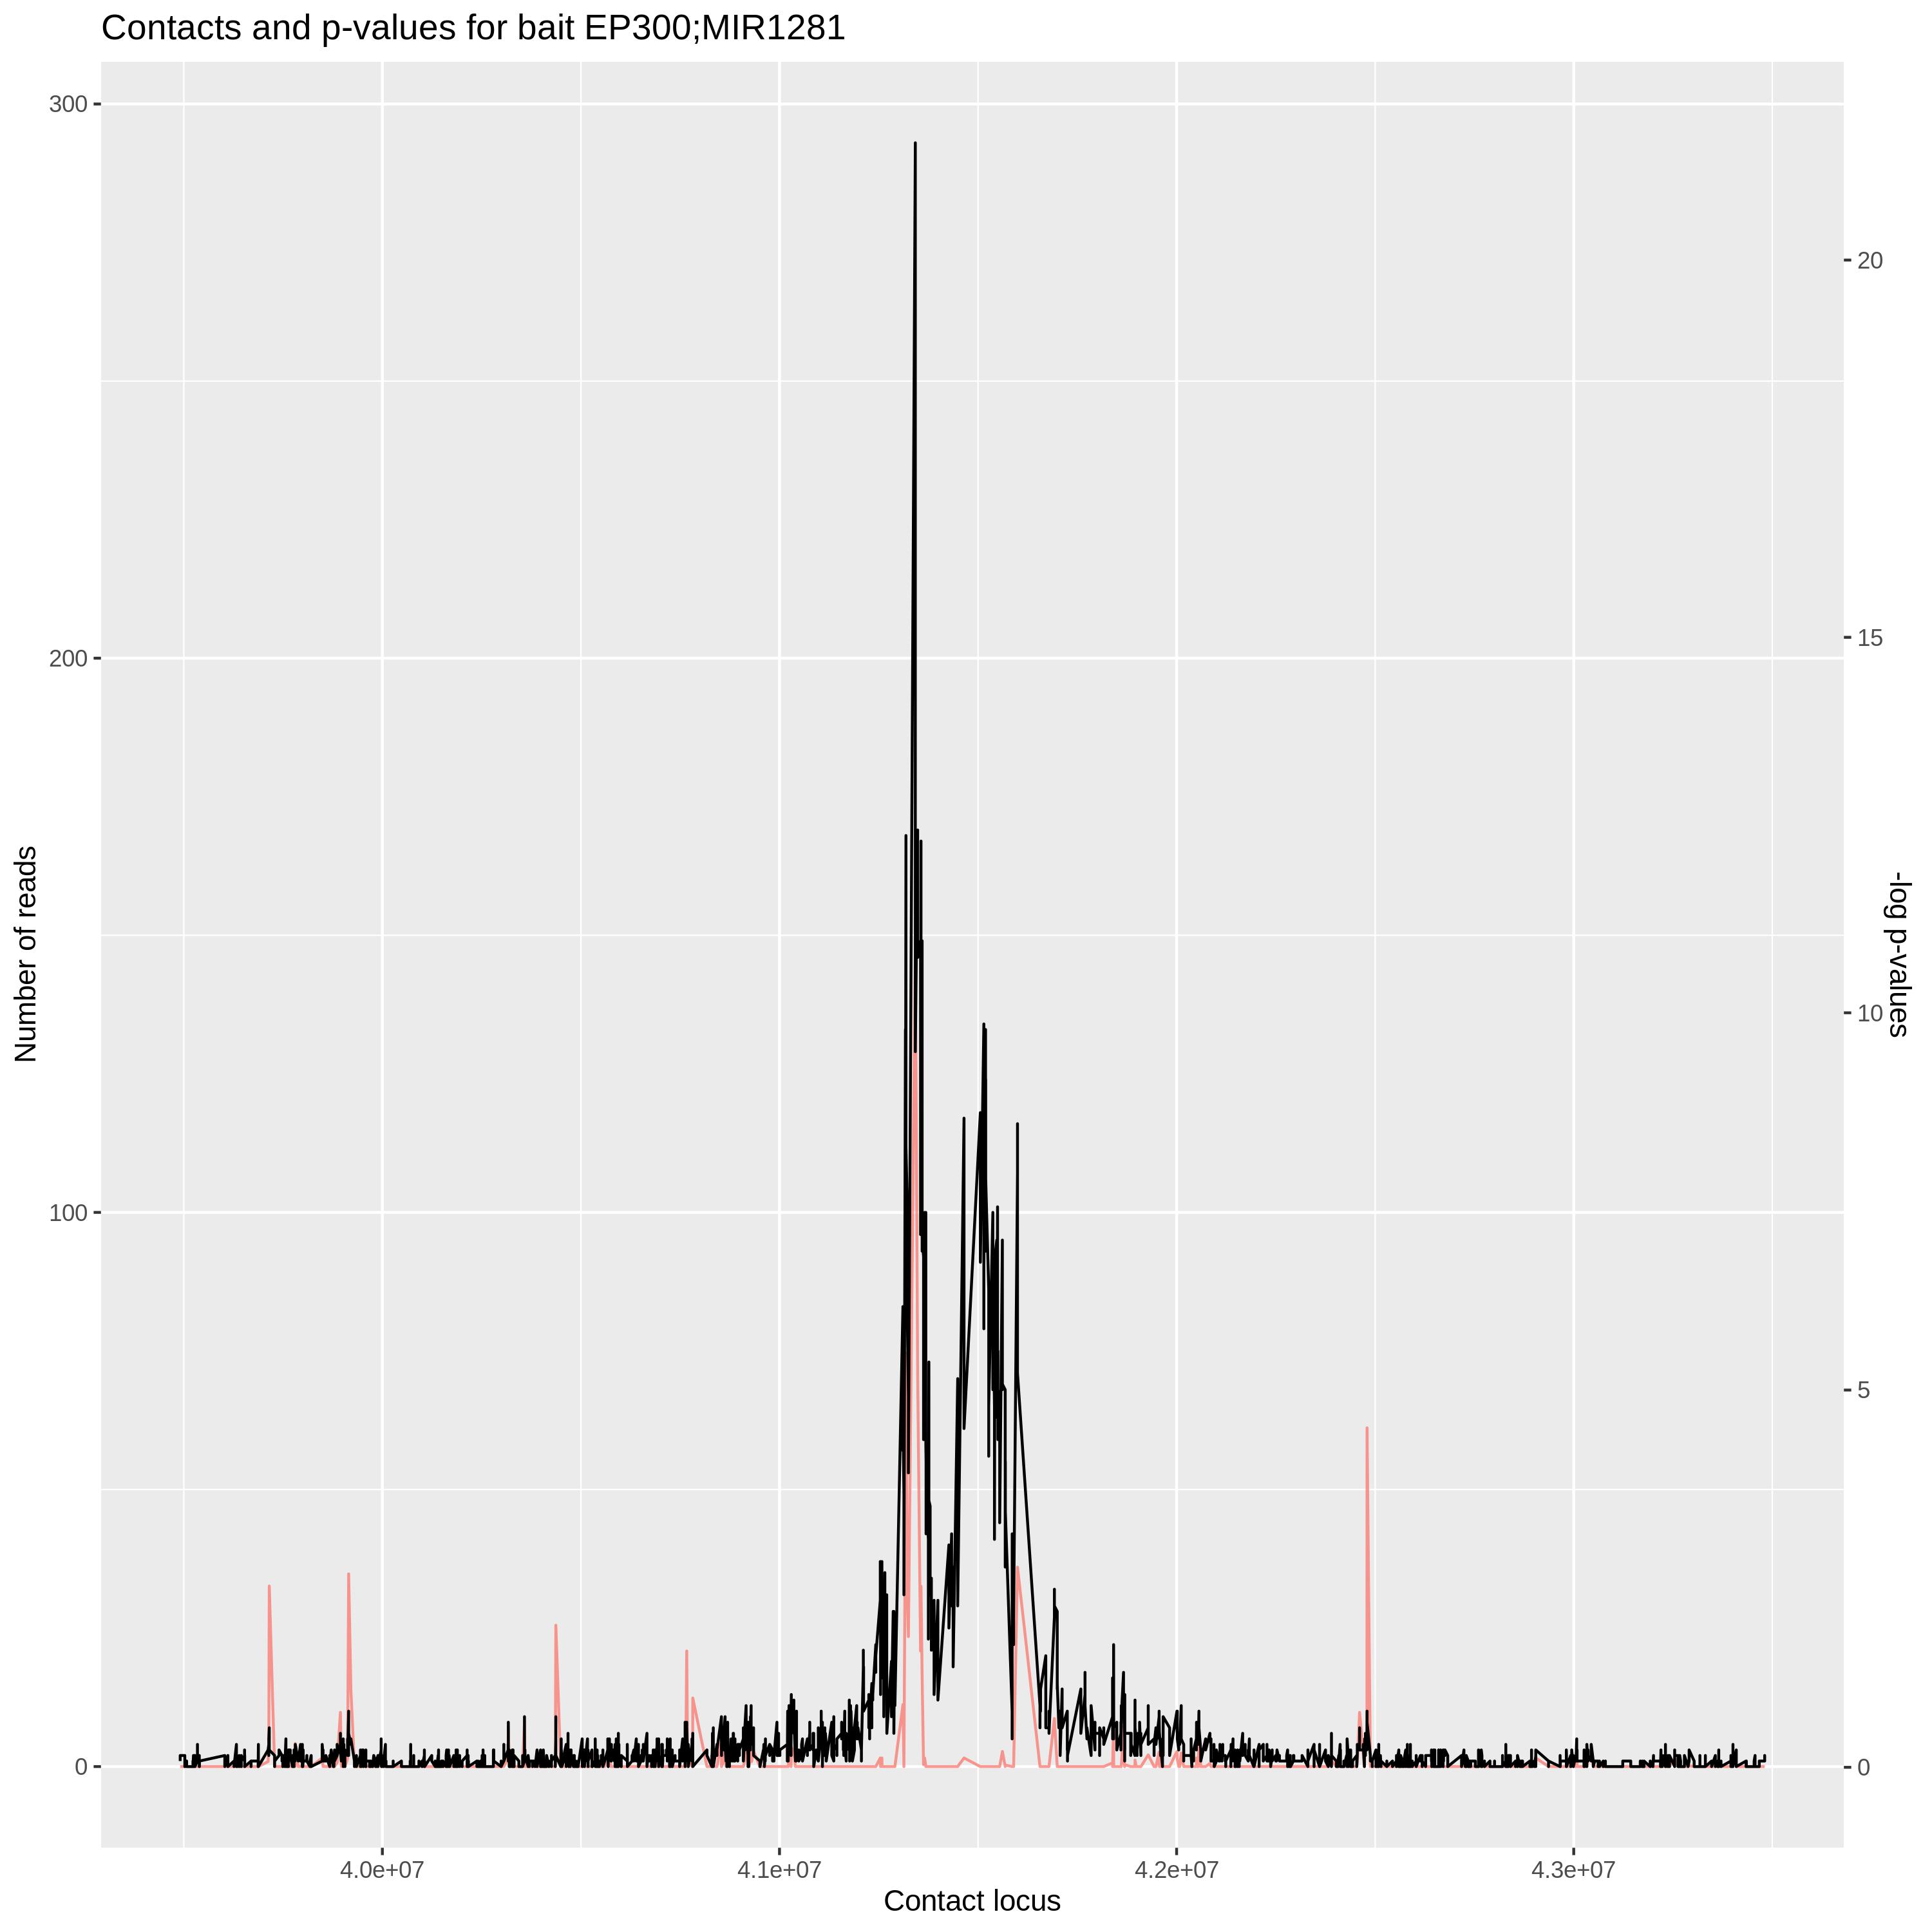 Contacts and p-values for bait EP300;MIR1281
300
200
100
0
Number of reads
20
15
10
5
0
-log p-values
4.0e+07 4.1e+07 4.2e+07 4.3e+07
Contact locus